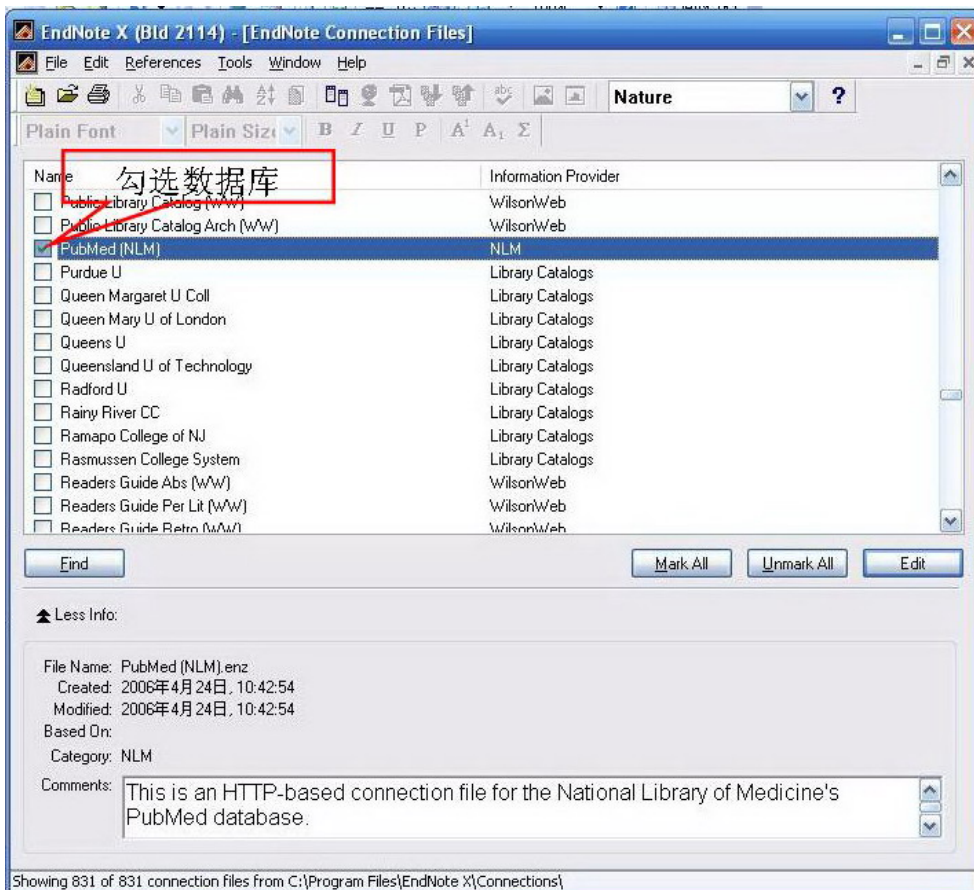 EndNote X (Bld 2114) - [EndNote Connection Files]
File Edit References Tools Window Help
Nature
Plain Font Plain Size B I U P A¹ A₁ Σ
勾选数据库
Name Information Provider
Public Library Catalog (WW) WilsonWeb
Public Library Catalog Arch (WW) WilsonWeb
PubMed (NLM) NLM
Purdue U Library Catalogs
Queen Margaret U Coll Library Catalogs
Queen Mary U of London Library Catalogs
Queens U Library Catalogs
Queensland U of Technology Library Catalogs
Radford U Library Catalogs
Rainy River CC Library Catalogs
Ramapo College of NJ Library Catalogs
Rasmussen College System Library Catalogs
Readers Guide Abs (WW) WilsonWeb
Readers Guide Per Lit (WW) WilsonWeb
Readers Guide Retro (WW) WilsonWeb
Find Mark All Unmark All Edit
Less Info:
File Name: PubMed (NLM).enz
Created: 2006年4月24日, 10:42:54
Modified: 2006年4月24日, 10:42:54
Based On:
Category: NLM
Comments: This is an HTTP-based connection file for the National Library of Medicine's
PubMed database.
Showing 831 of 831 connection files from C:\Program Files\EndNote X\Connections\